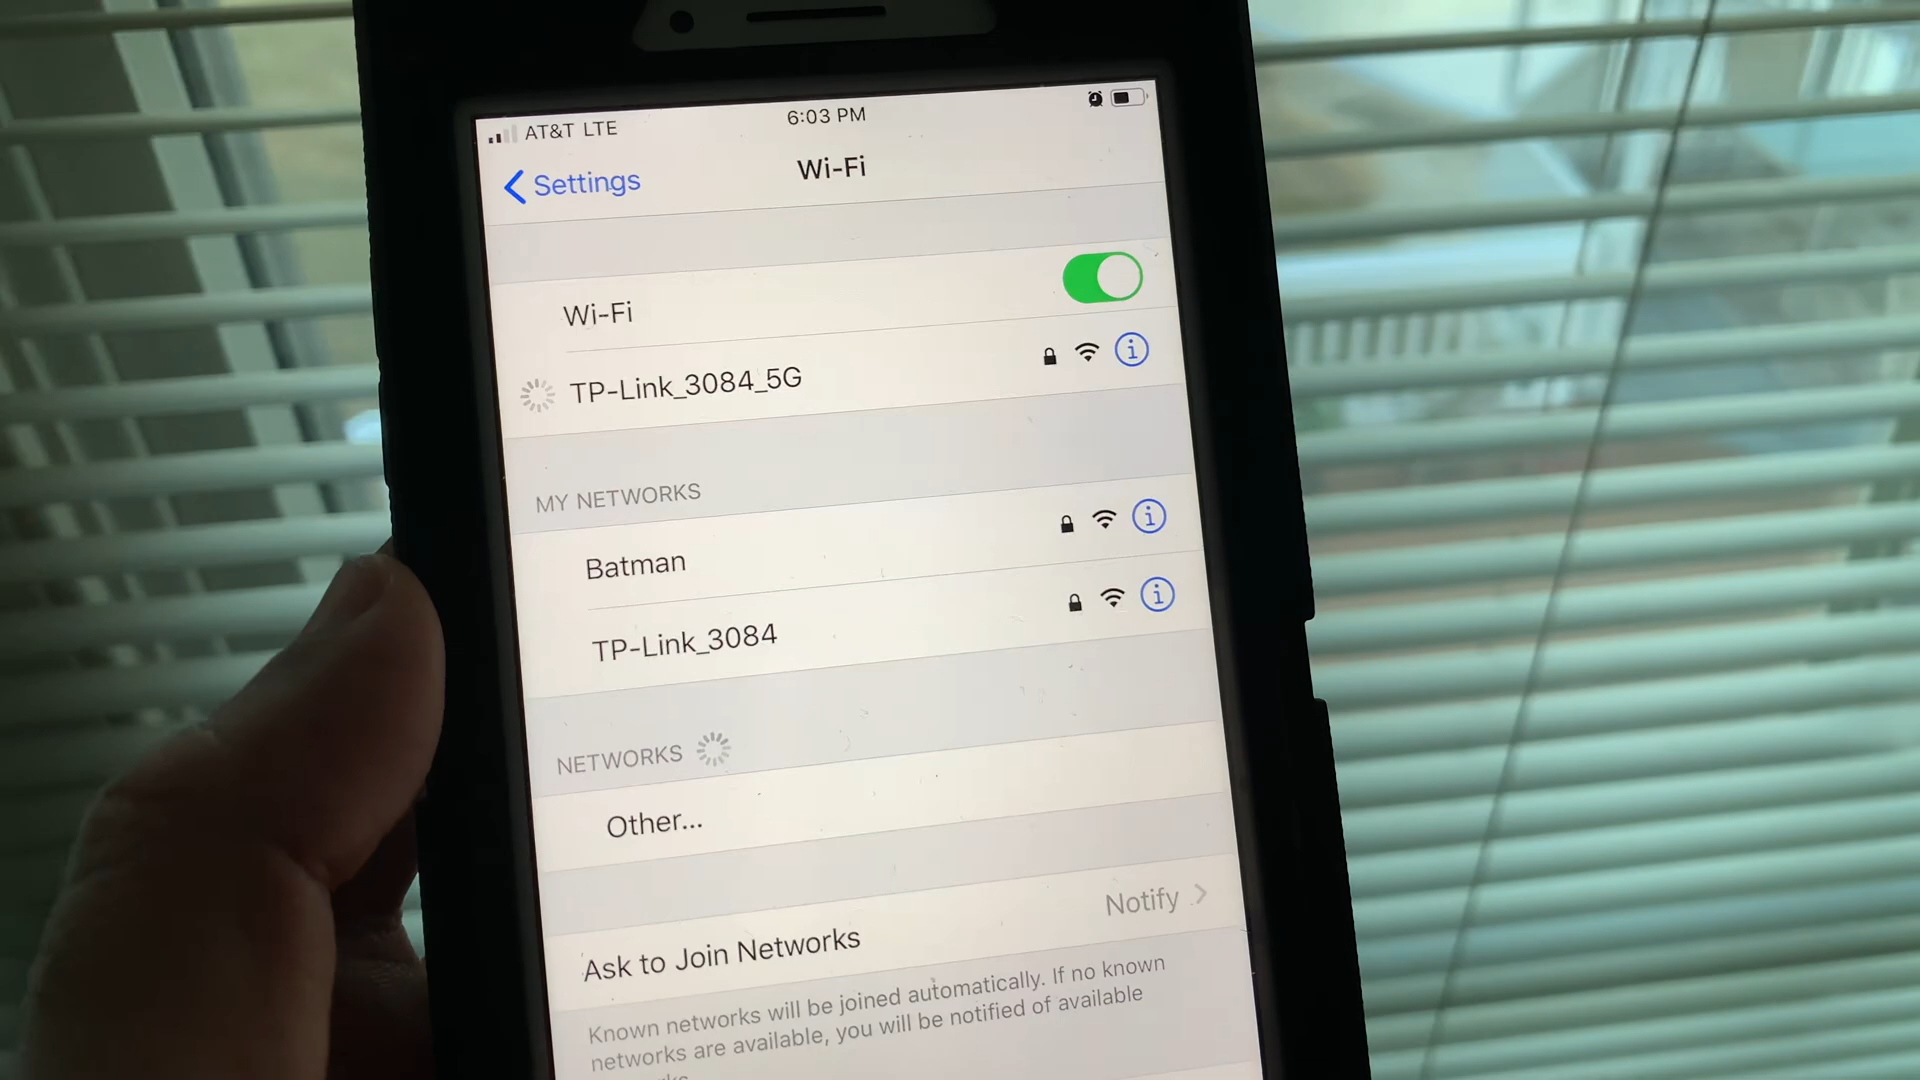 AT&T LTE 6:03 PM
Settings Wi-Fi
Wi-Fi
TP-Link_3084_5G
MY NETWORKS
Batman
TP-Link_3084
NETWORKS
Other...
Ask to Join Networks Notify
Known networks will be joined automatically. If no known
networks are available, you will be notified of available